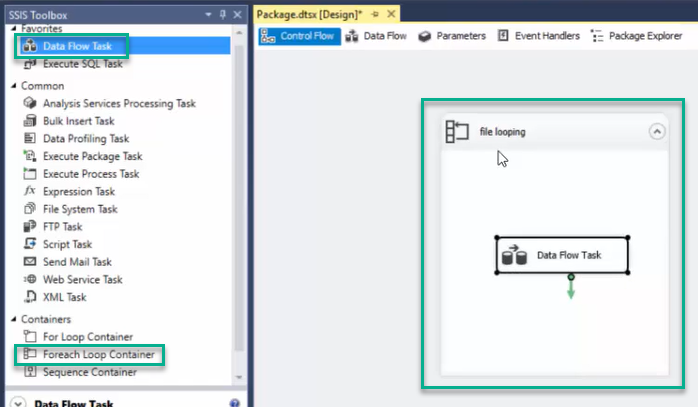 SSIS Toolbox
Favorites
Data Flow Task
Execute SQL Task
Common
Analysis Services Processing Task
Bulk Insert Task
Data Profiling Task
Execute Package Task
Execute Process Task
Expression Task
File System Task
FTP Task
Script Task
Send Mail Task
Web Service Task
XML Task
Containers
For Loop Container
Foreach Loop Container
Sequence Container
Data Flow Task
Package.dtsx [Design]*
Control Flow Data Flow Parameters Event Handlers Package Explorer
file looping
Data Flow Task